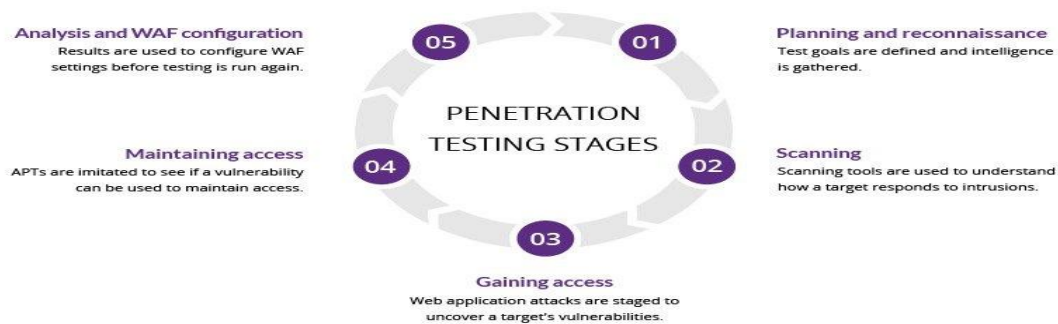 PENETRATION
TESTING STAGES
01
Planning and reconnaissance
Test goals are defined and intelligence
is gathered.
02
Scanning
Scanning tools are used to understand
how a target responds to intrusions.
03
Gaining access
Web application attacks are staged to
uncover a target's vulnerabilities.
04
Maintaining access
APTs are imitated to see if a vulnerability
can be used to maintain access.
05
Analysis and WAF configuration
Results are used to configure WAF
settings before testing is run again.